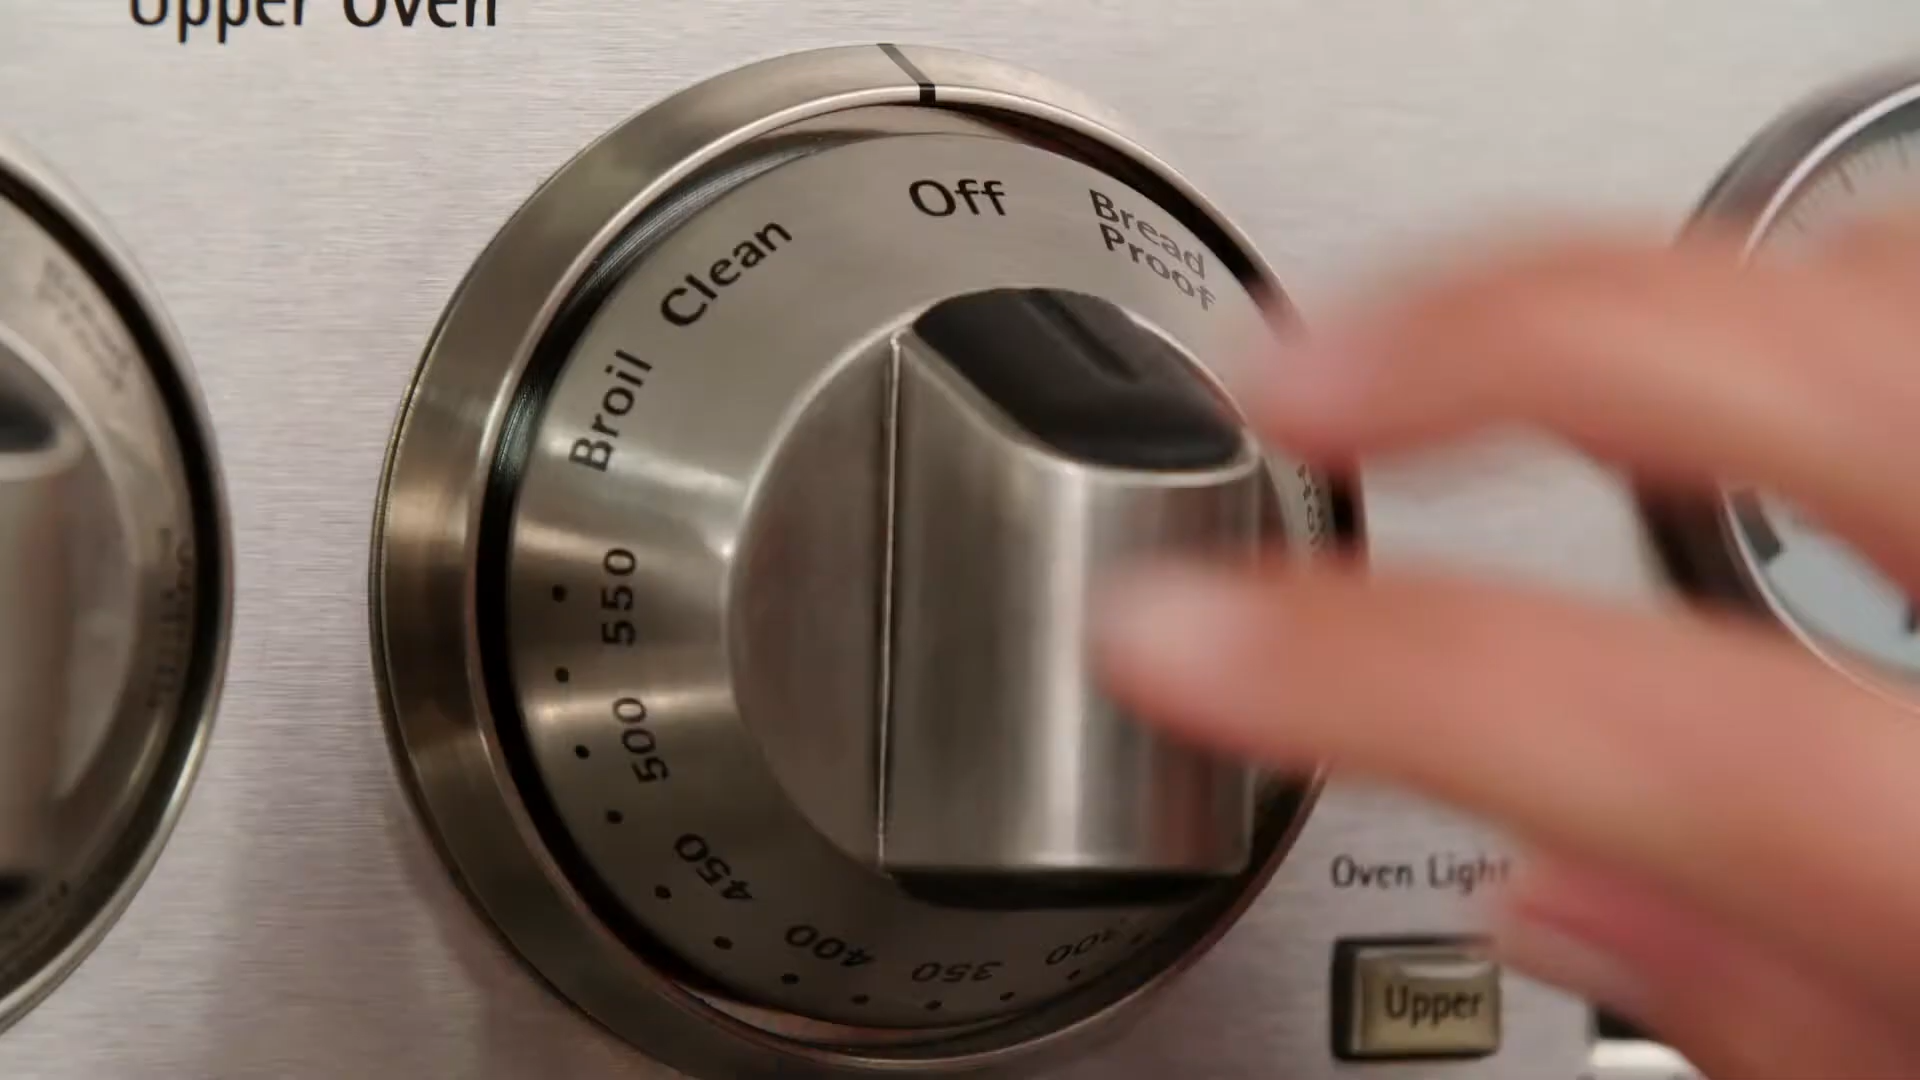 Upper Oven
Off
Bread
Proof
Clean
Broil
550
500
450
400
350
Oven Light
Upper